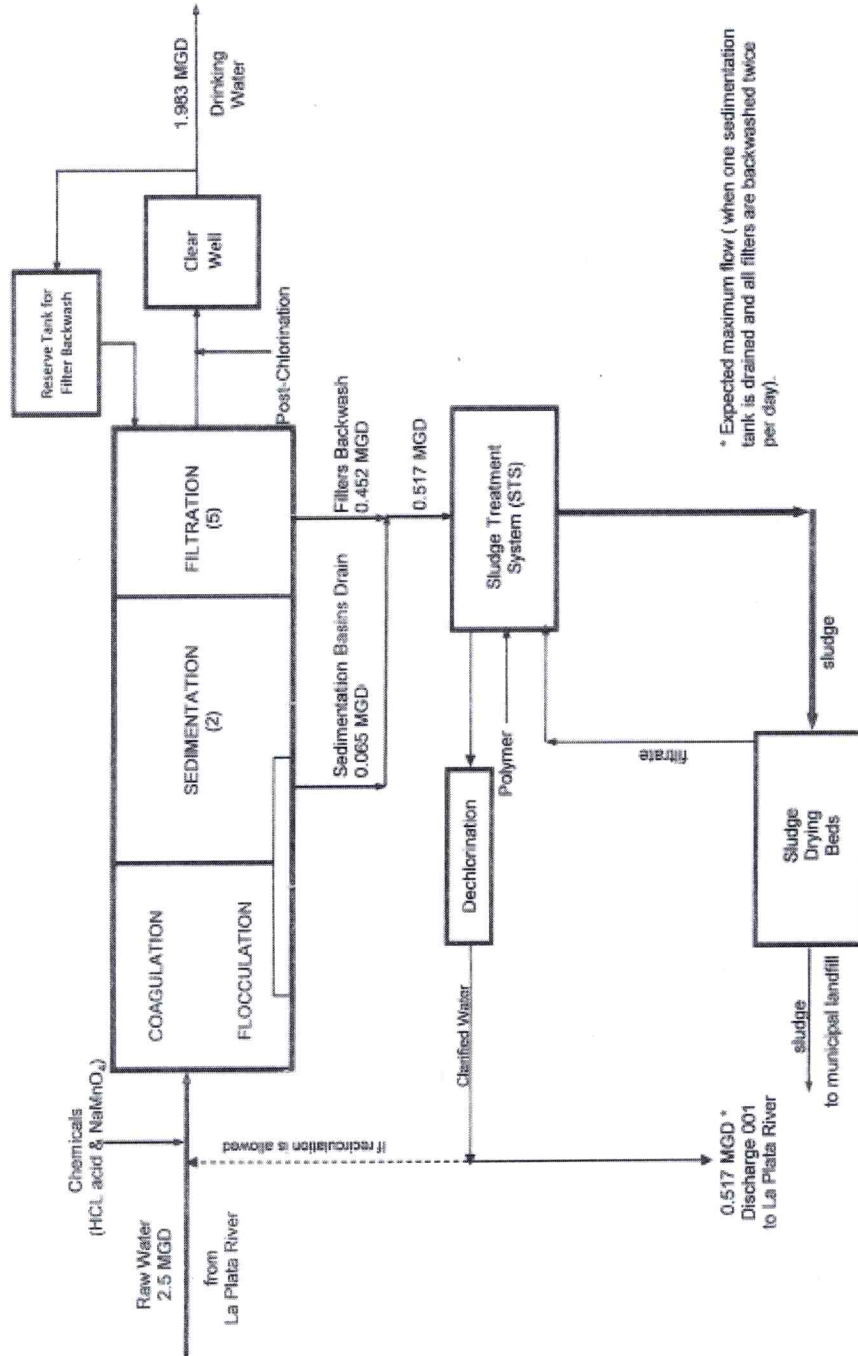 Raw Water
2.5 MGD
from
La Plata River
Chemicals
(HCL acid & NaMnO₄)
COAGULATION
FLOCCULATION
SEDIMENTATION
(2)
FILTRATION
(5)
Reserve Tank for
Filter Backwash
Clear
Well
1.983 MGD
Drinking
Water
Post-Chlorination
Sedimentation Basins Drain
0.065 MGD
Filters Backwash
0.452 MGD
0.517 MGD
Sludge Treatment
System (STS)
Polymer
Dechlorination
Clarified Water
if recirculation is allowed
0.517 MGD *
Discharge 001
to La Plata River
filtrate
sludge
Sludge
Drying
Beds
sludge
to municipal landfill
* Expected maximum flow ( when one sedimentation
tank is drained and all filters are backwashed twice
per day).